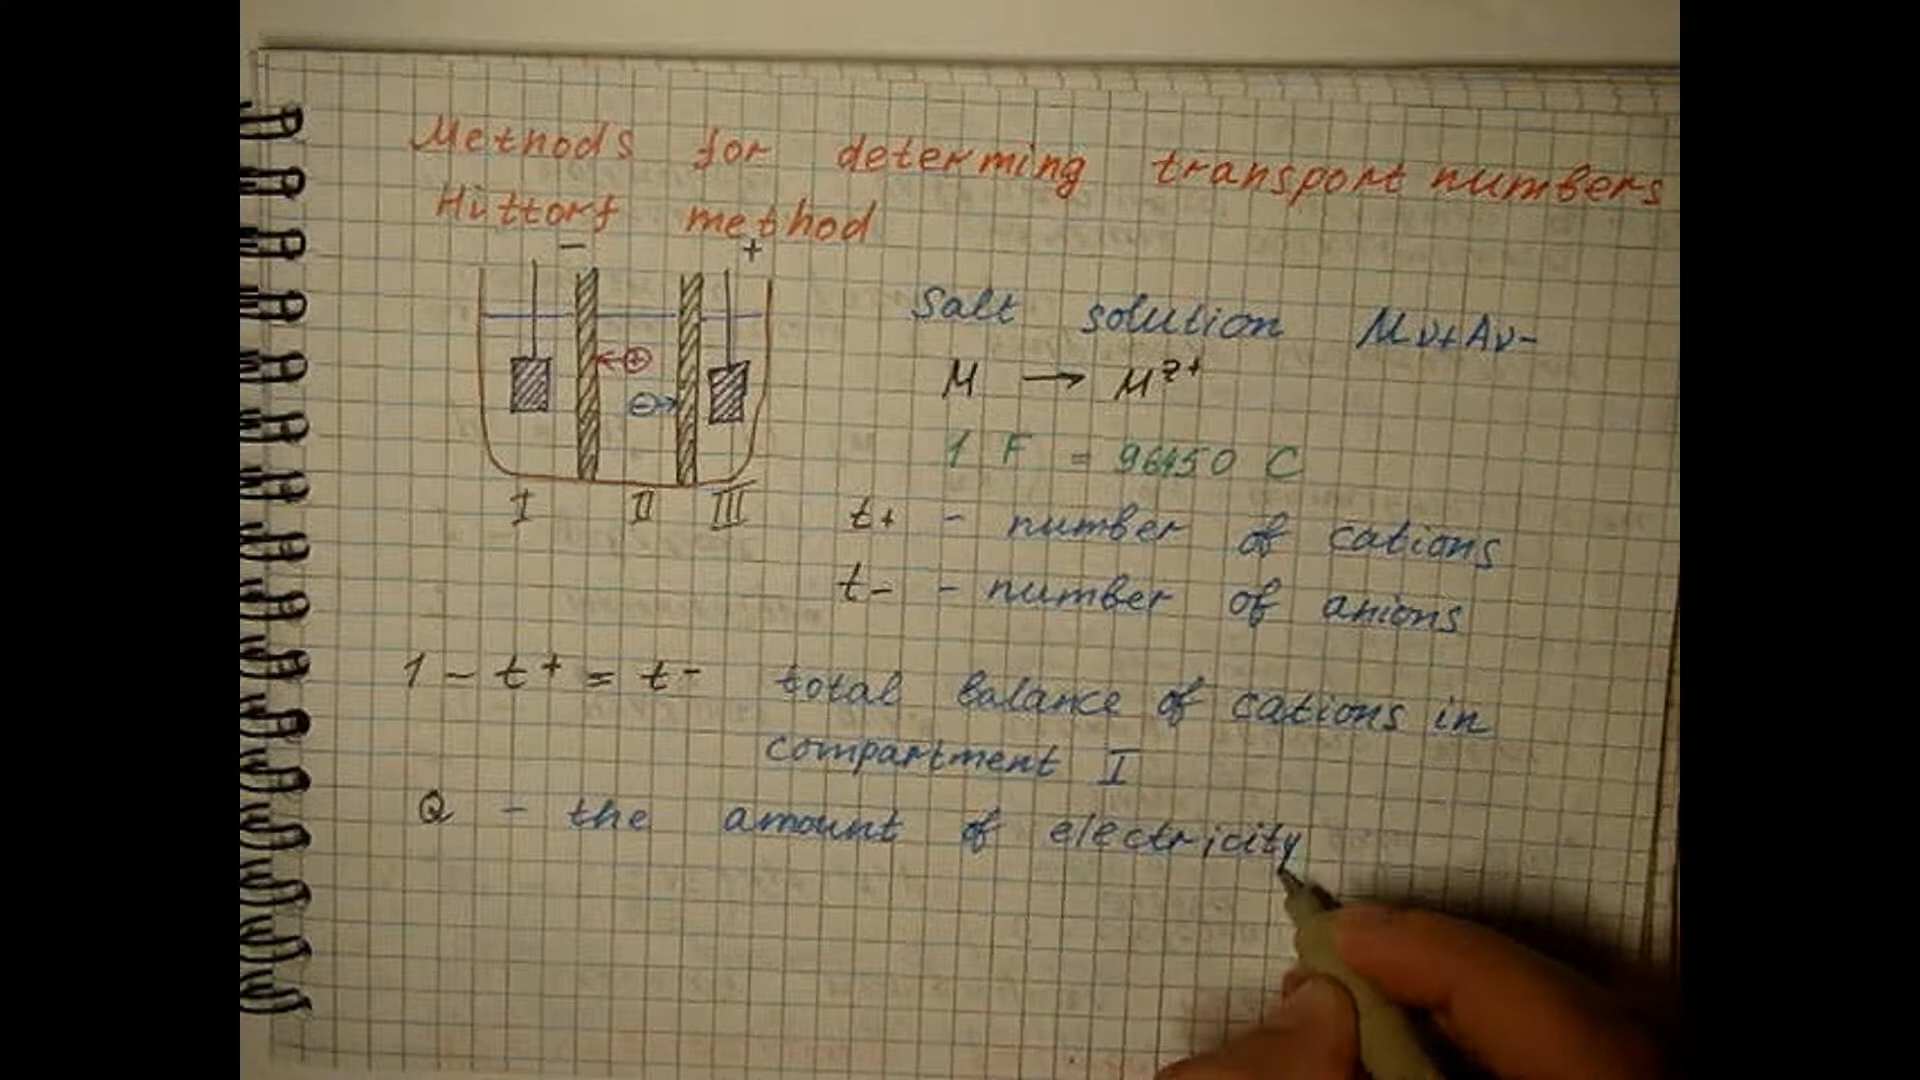 Methods for determing transport numbers
Hittorf method
- +
Salt solution Mν+Aν-
M → M^z+
1 F = 96450 C
I II III
t+ - number of cations
t- - number of anions
1 - t+ = t- total balance of cations in
compartment I
Q - the amount of electricity